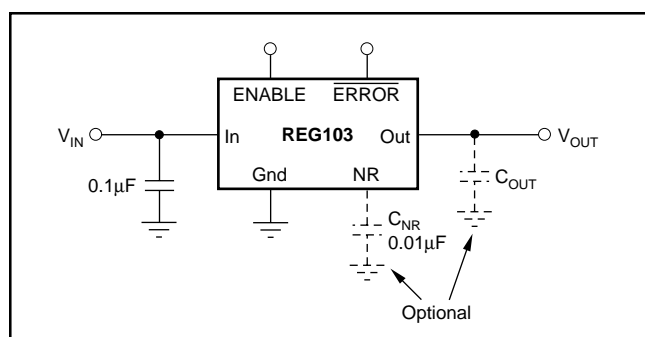 ENABLE ERROR
V_IN In REG103 Out V_OUT
0.1µF Gnd NR C_OUT
C_NR
0.01µF
Optional